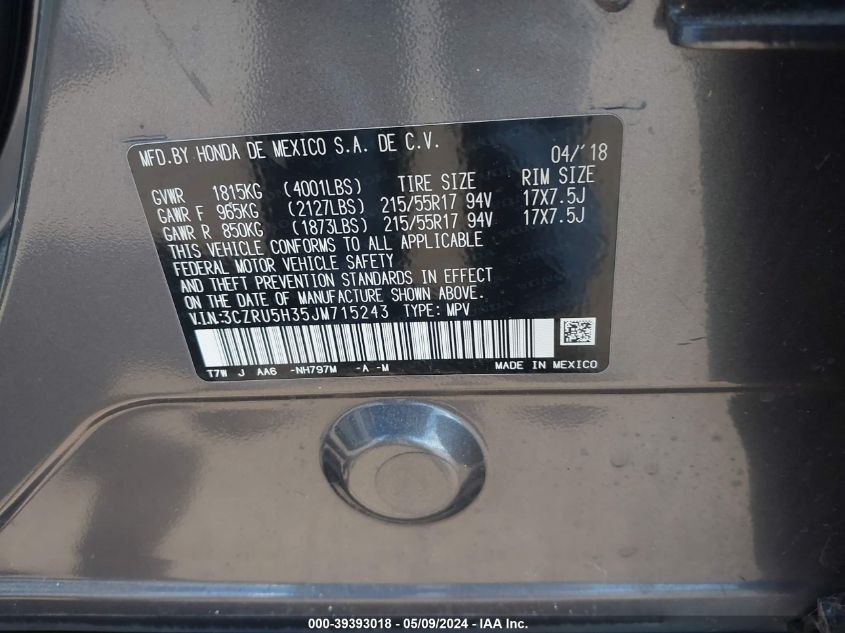 MFD.BY HONDA DE MEXICO S.A. DE C.V. 04/'18
GVWR 1815KG (4001LBS) TIRE SIZE RIM SIZE
GAWR F 965KG (2127LBS) 215/55R17 94V 17X7.5J
GAWR R 850KG (1873LBS) 215/55R17 94V 17X7.5J
THIS VEHICLE CONFORMS TO ALL APPLICABLE
FEDERAL MOTOR VEHICLE SAFETY
AND THEFT PREVENTION STANDARDS IN EFFECT
ON THE DATE OF MANUFACTURE SHOWN ABOVE.
V.I.N:3CZRU5H35JM715243 TYPE: MPV
T7W J AA6 -NH797M -A -M MADE IN MEXICO
000-39393018 - 05/09/2024 - IAA Inc.